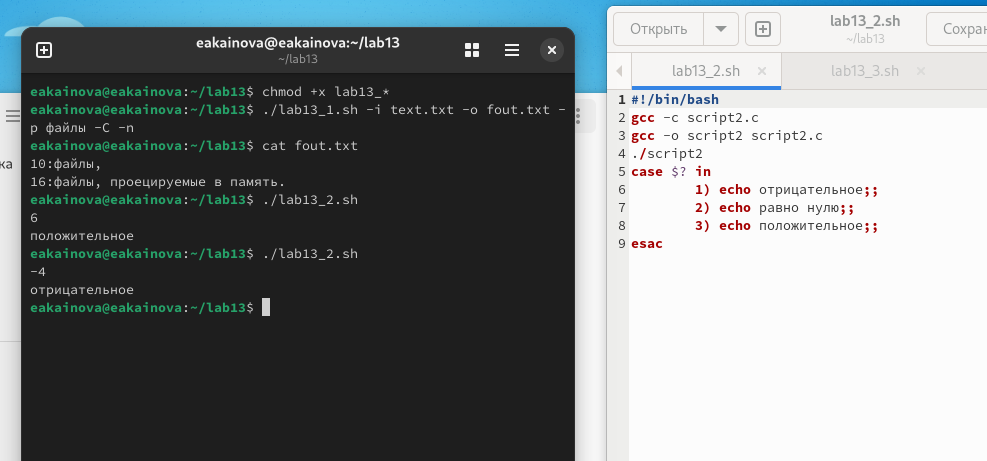 eakainova@eakainova:~/lab13
~/lab13
eakainova@eakainova:~/lab13$ chmod +x lab13_*
eakainova@eakainova:~/lab13$ ./lab13_1.sh -i text.txt -o fout.txt -
p файлы -C -n
eakainova@eakainova:~/lab13$ cat fout.txt
10:файлы,
16:файлы, проецируемые в память.
eakainova@eakainova:~/lab13$ ./lab13_2.sh
6
положительное
eakainova@eakainova:~/lab13$ ./lab13_2.sh
-4
отрицательное
eakainova@eakainova:~/lab13$
Открыть
lab13_2.sh
~/lab13
lab13_2.sh
lab13_3.sh
1 #!/bin/bash
2 gcc -c script2.c
3 gcc -o script2 script2.c
4 ./script2
5 case $? in
6 1) echo отрицательное;;
7 2) echo равно нулю;;
8 3) echo положительное;;
9 esac